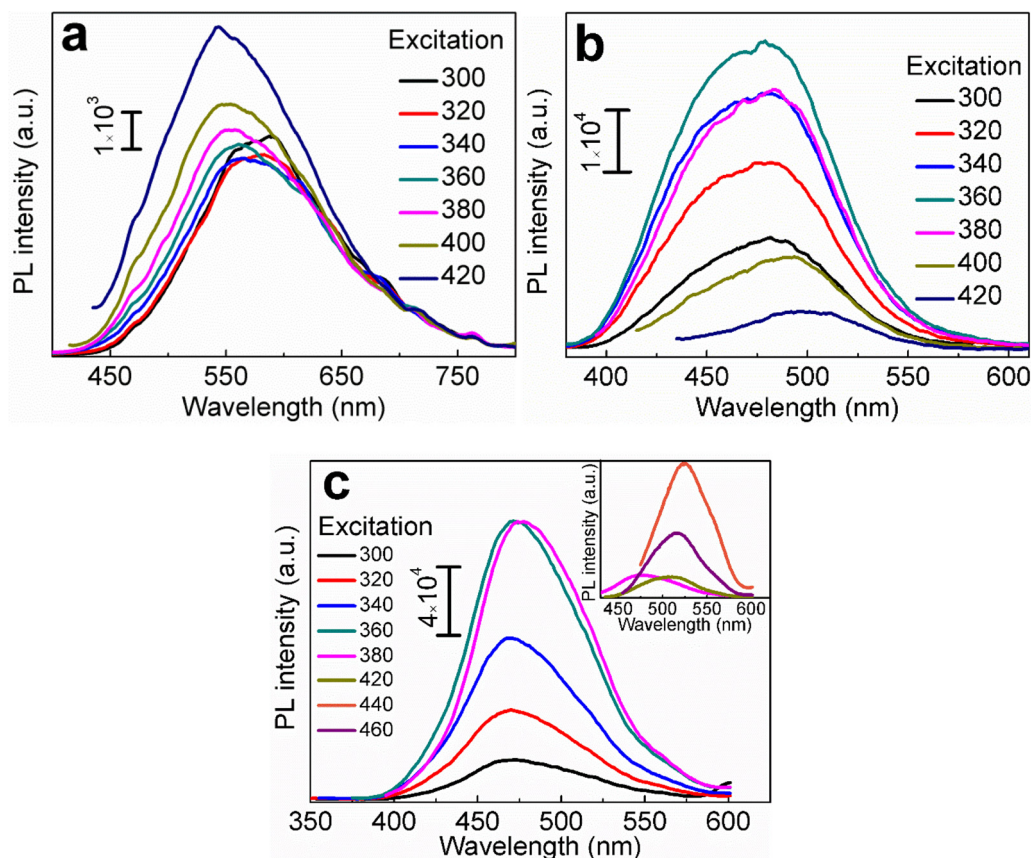 a
Excitation
300
320
340
360
380
400
420
1×10³
PL intensity (a.u.)
450 550 650 750
Wavelength (nm)
b
Excitation
300
320
340
360
380
400
420
1×10⁴
PL intensity (a.u.)
400 450 500 550 600
Wavelength (nm)
c
Excitation
300
320
340
360
380
420
440
460
4×10⁴
PL intensity (a.u.)
350 400 450 500 550 600
Wavelength (nm)
PL intensity (a.u.)
450 500 550 600
Wavelength (nm)